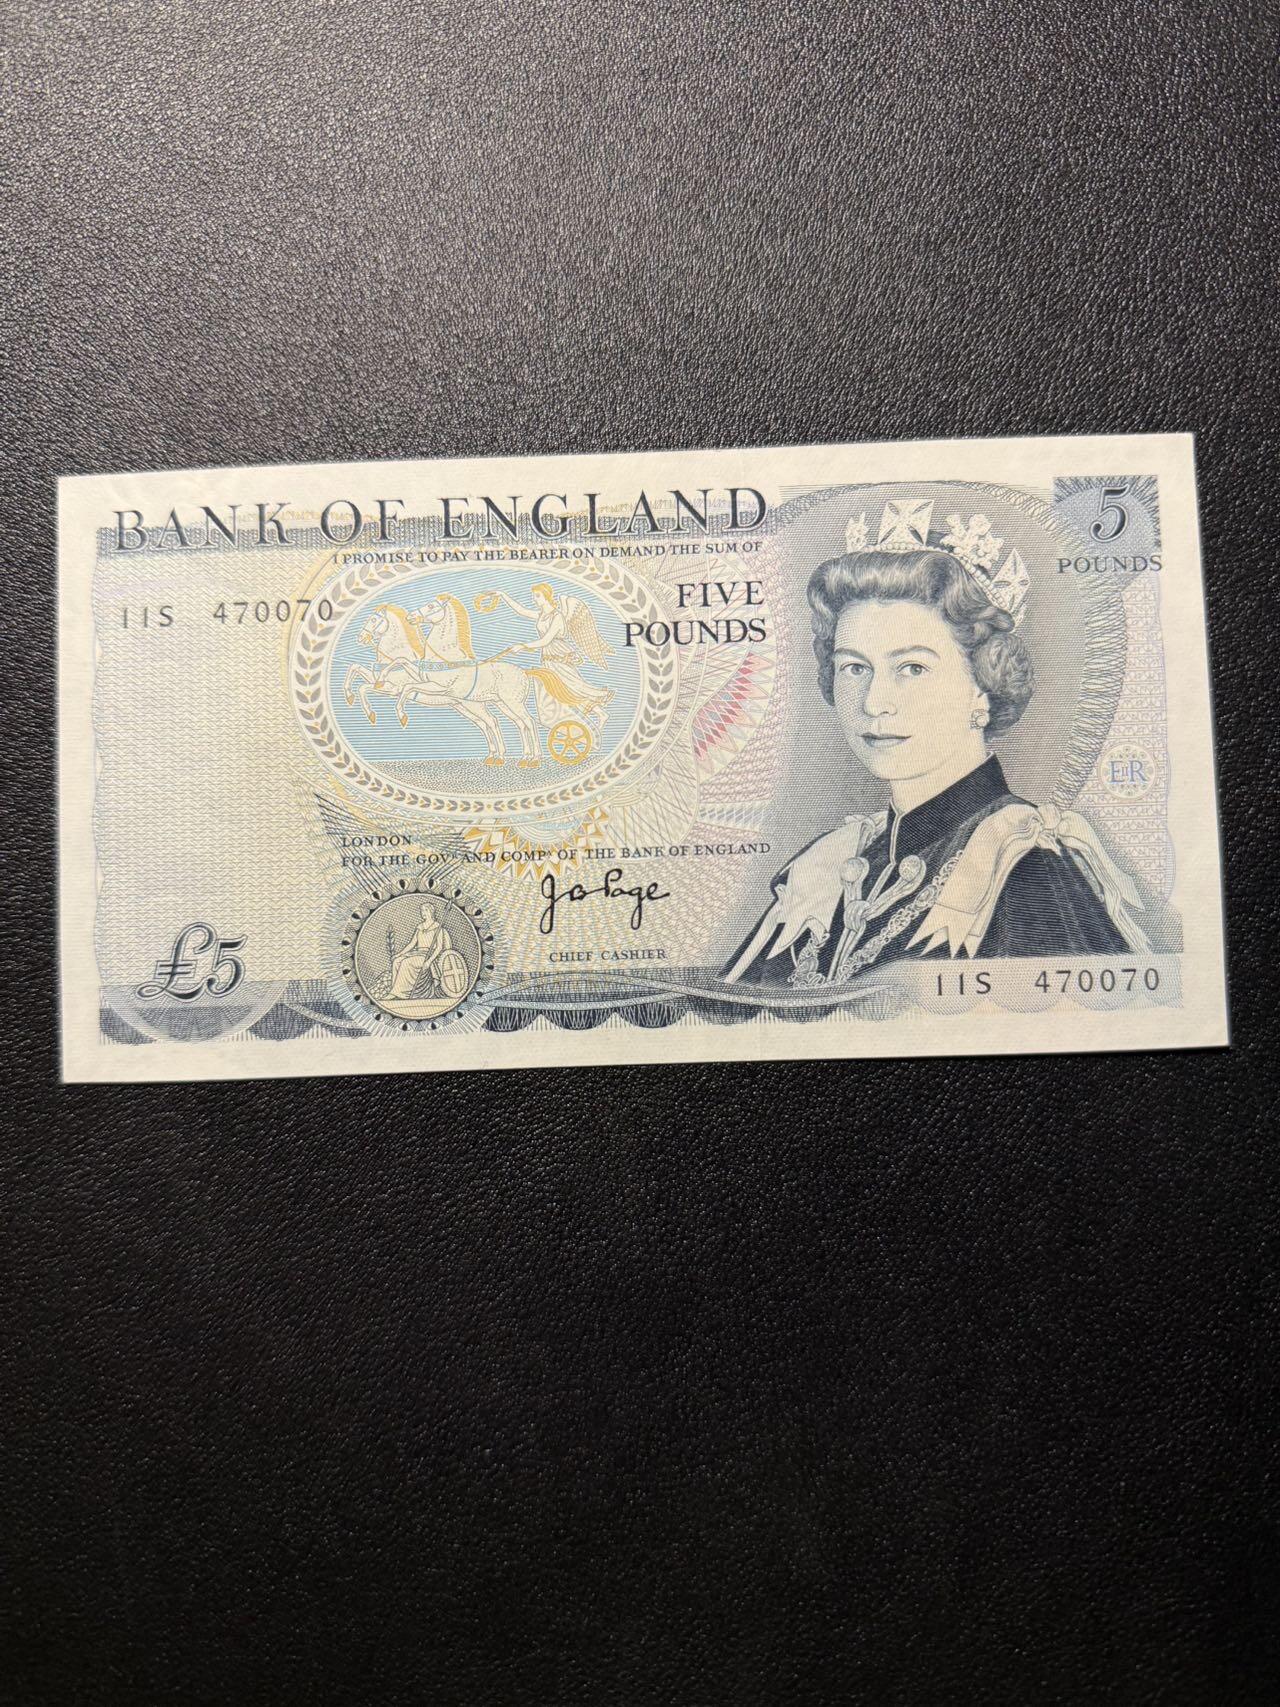 BANK OF ENGLAND
5
POUNDS
I PROMISE TO PAY THE BEARER ON DEMAND THE SUM OF
11S 470070
FIVE
POUNDS
EIIR
LONDON
FOR THE GOVR AND COMPA OF THE BANK OF ENGLAND
J B Page
CHIEF CASHIER
£5
11S 470070